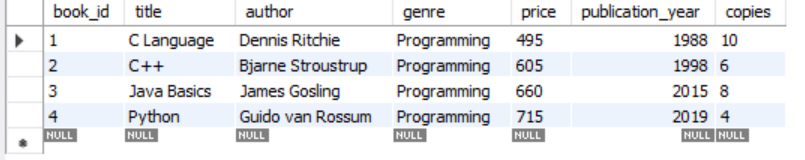 book_id title author genre price publication_year copies
1 C Language Dennis Ritchie Programming 495 1988 10
2 C++ Bjarne Stroustrup Programming 605 1998 6
3 Java Basics James Gosling Programming 660 2015 8
4 Python Guido van Rossum Programming 715 2019 4
NULL NULL NULL NULL NULL NULL NULL